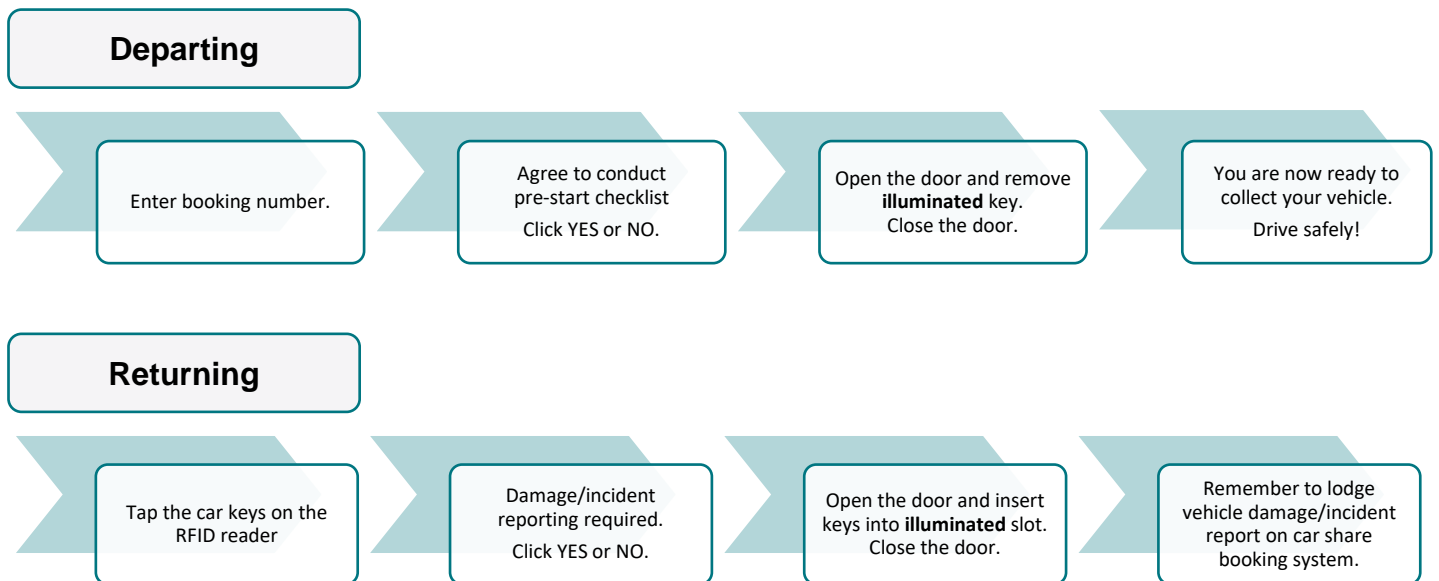 Departing
Enter booking number.
Agree to conduct
pre-start checklist
Click YES or NO.
Open the door and remove
illuminated key.
Close the door.
You are now ready to
collect your vehicle.
Drive safely!
Returning
Tap the car keys on the
RFID reader
Damage/incident
reporting required.
Click YES or NO.
Open the door and insert
keys into illuminated slot.
Close the door.
Remember to lodge
vehicle damage/incident
report on car share
booking system.